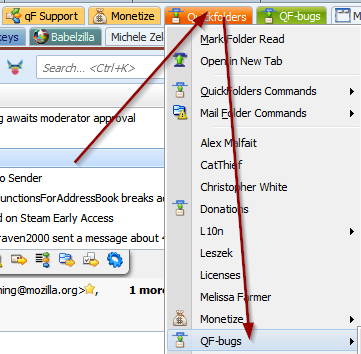 qF Support
Monetize
Quickfolders
QF-bugs
M
keys
Babelzilla
Michele Zel
Search... <Ctrl+K>
g awaits moderator approval
o Sender
unctionsForAddressBook breaks ad
d on Steam Early Access
raven2000 sent a message about
ning@mozilla.org>
, 1 more
Mark Folder Read
Open in New Tab
QuickFolders Commands
Mail Folder Commands
Alex Malfait
CatThief
Christopher White
Donations
L10n
Leszek
Licenses
Melissa Farmer
Monetize
QF-bugs